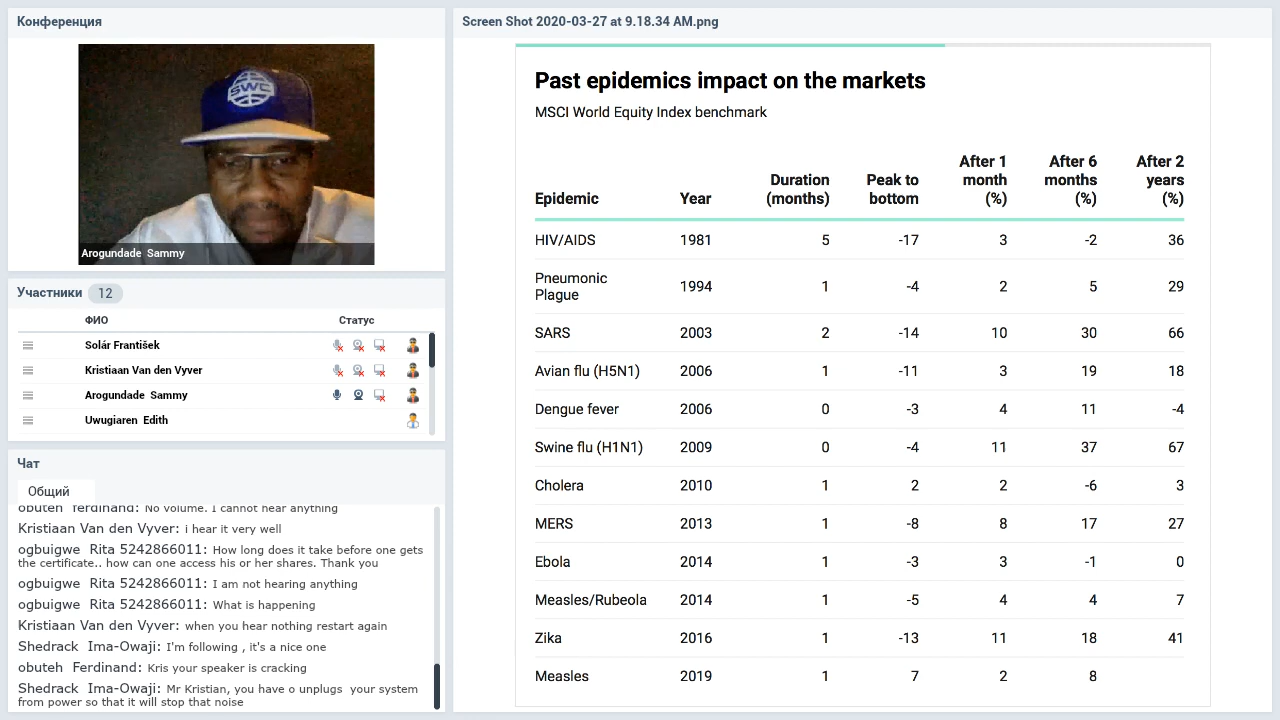 Конференция
SWC
Arogundade Sammy
Участники 12
ФИО Статус
Solár František
Kristiaan Van den Vyver
Arogundade Sammy
Uwugiaren Edith
Чат
Общий
obuteh ferdinand: No volume. I cannot hear anything
Kristiaan Van den Vyver: i hear it very well
ogbuigwe Rita 5242866011: How long does it take before one gets
the certificate.. how can one access his or her shares. Thank you
ogbuigwe Rita 5242866011: I am not hearing anything
ogbuigwe Rita 5242866011: What is happening
Kristiaan Van den Vyver: when you hear nothing restart again
Shedrack Ima-Owaji: I'm following , it's a nice one
obuteh Ferdinand: Kris your speaker is cracking
Shedrack Ima-Owaji: Mr Kristian, you have o unplugs your system
from power so that it will stop that noise
Screen Shot 2020-03-27 at 9.18.34 AM.png
Past epidemics impact on the markets
MSCI World Equity Index benchmark
After 1 After 6 After 2
Duration Peak to month months years
Epidemic Year (months) bottom (%) (%) (%)
HIV/AIDS 1981 5 -17 3 -2 36
Pneumonic
Plague 1994 1 -4 2 5 29
SARS 2003 2 -14 10 30 66
Avian flu (H5N1) 2006 1 -11 3 19 18
Dengue fever 2006 0 -3 4 11 -4
Swine flu (H1N1) 2009 0 -4 11 37 67
Cholera 2010 1 2 2 -6 3
MERS 2013 1 -8 8 17 27
Ebola 2014 1 -3 3 -1 0
Measles/Rubeola 2014 1 -5 4 4 7
Zika 2016 1 -13 11 18 41
Measles 2019 1 7 2 8